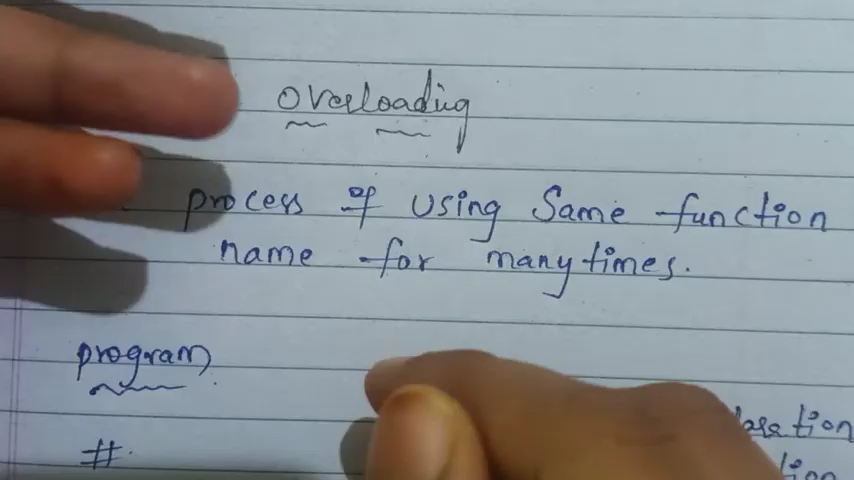 overloading
process of using same function
name for many times.
program
#